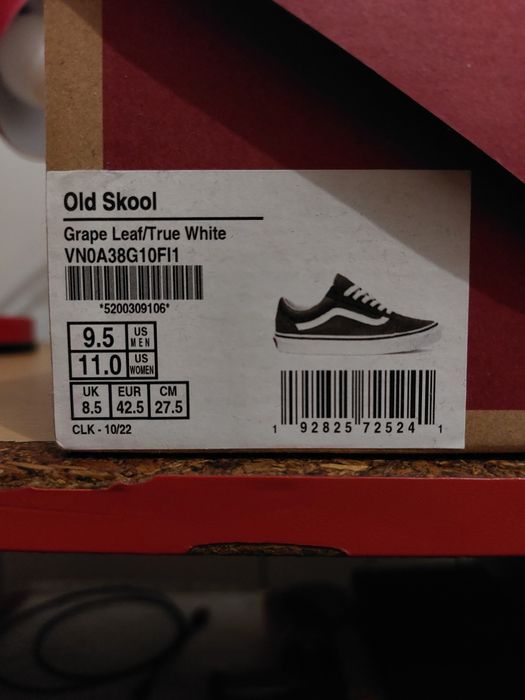 Old Skool
Grape Leaf/True White
VN0A38G10FI1
*5200309106*
9.5 US MEN
11.0 US WOMEN
UK EUR CM
8.5 42.5 27.5
CLK - 10/22
1 92825 72524 1